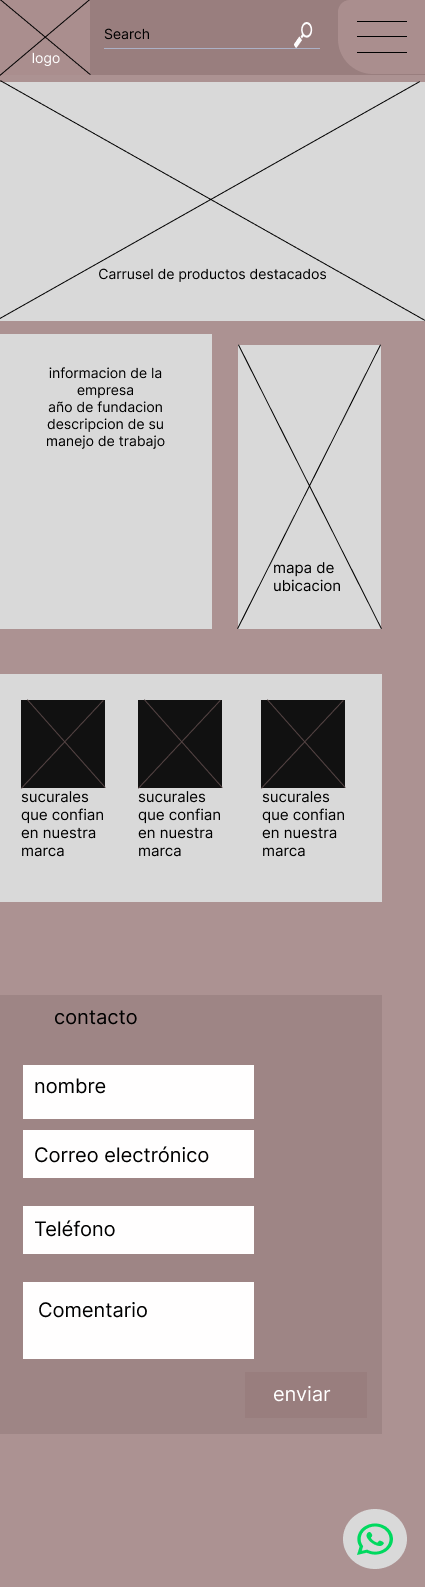 logo
Search
Carrusel de productos destacados
informacion de la
empresa
año de fundacion
descripcion de su
manejo de trabajo
mapa de
ubicacion
sucurales
que confian
en nuestra
marca
sucurales
que confian
en nuestra
marca
sucurales
que confian
en nuestra
marca
contacto
nombre
Correo electrónico
Teléfono
Comentario
enviar